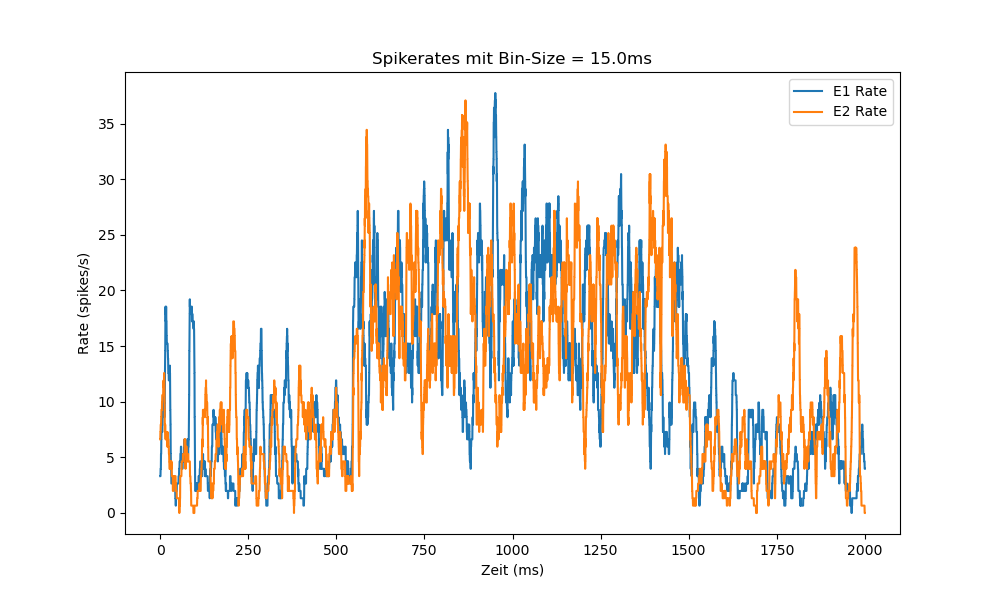 Spikerates mit Bin-Size = 15.0ms
E1 Rate
E2 Rate
Rate (spikes/s)
35
30
25
20
15
10
5
0
0 250 500 750 1000 1250 1500 1750 2000
Zeit (ms)